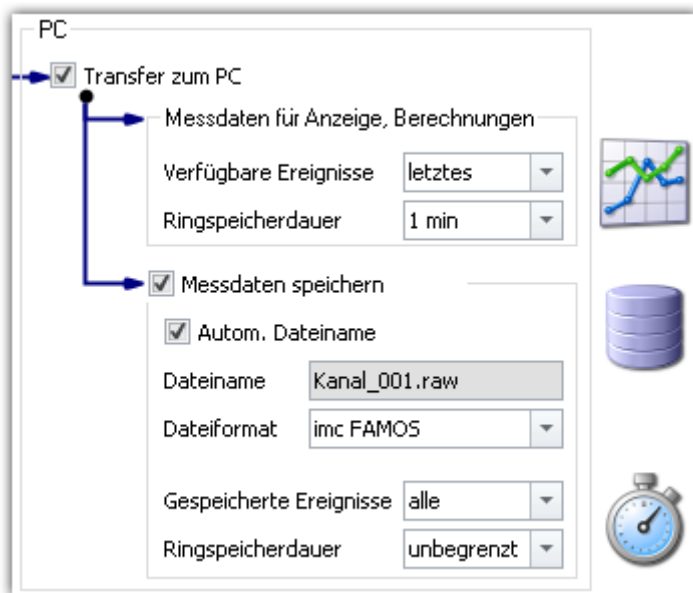 PC
Transfer zum PC
Messdaten für Anzeige, Berechnungen
Verfügbare Ereignisse letztes
Ringspeicherdauer 1 min
Messdaten speichern
Autom. Dateiname
Dateiname Kanal_001.raw
Dateiformat imc FAMOS
Gespeicherte Ereignisse alle
Ringspeicherdauer unbegrenzt